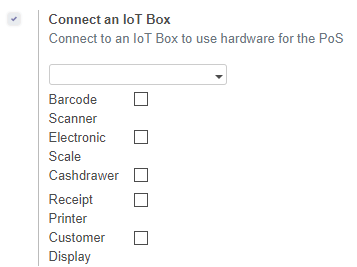 Connect an IoT Box
Connect to an IoT Box to use hardware for the PoS
Barcode
Scanner
Electronic
Scale
Cashdrawer
Receipt
Printer
Customer
Display